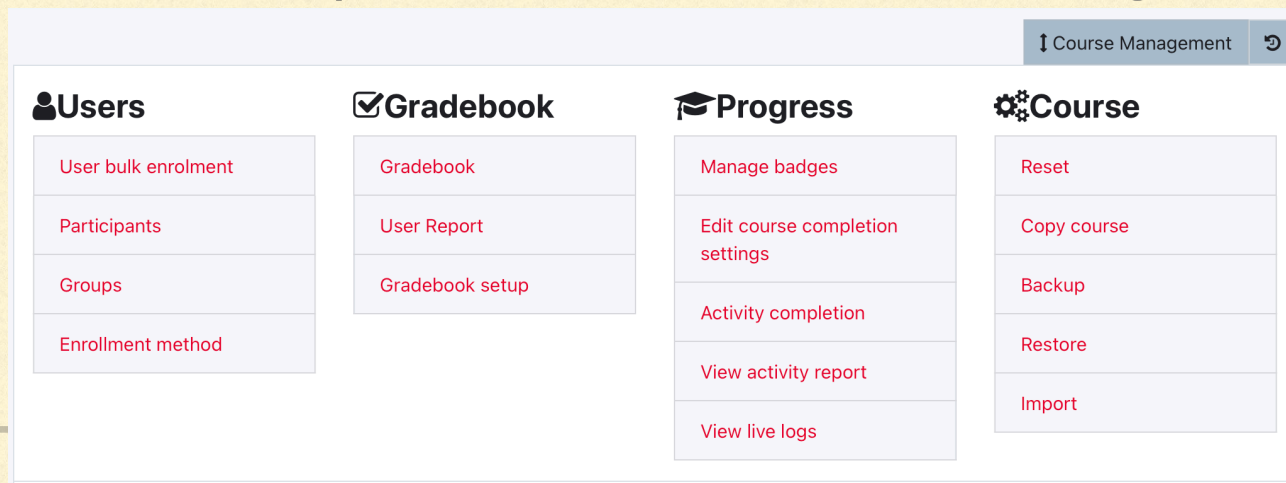 Course Management
Users
User bulk enrolment
Participants
Groups
Enrollment method
Gradebook
Gradebook
User Report
Gradebook setup
Progress
Manage badges
Edit course completion
settings
Activity completion
View activity report
View live logs
Course
Reset
Copy course
Backup
Restore
Import